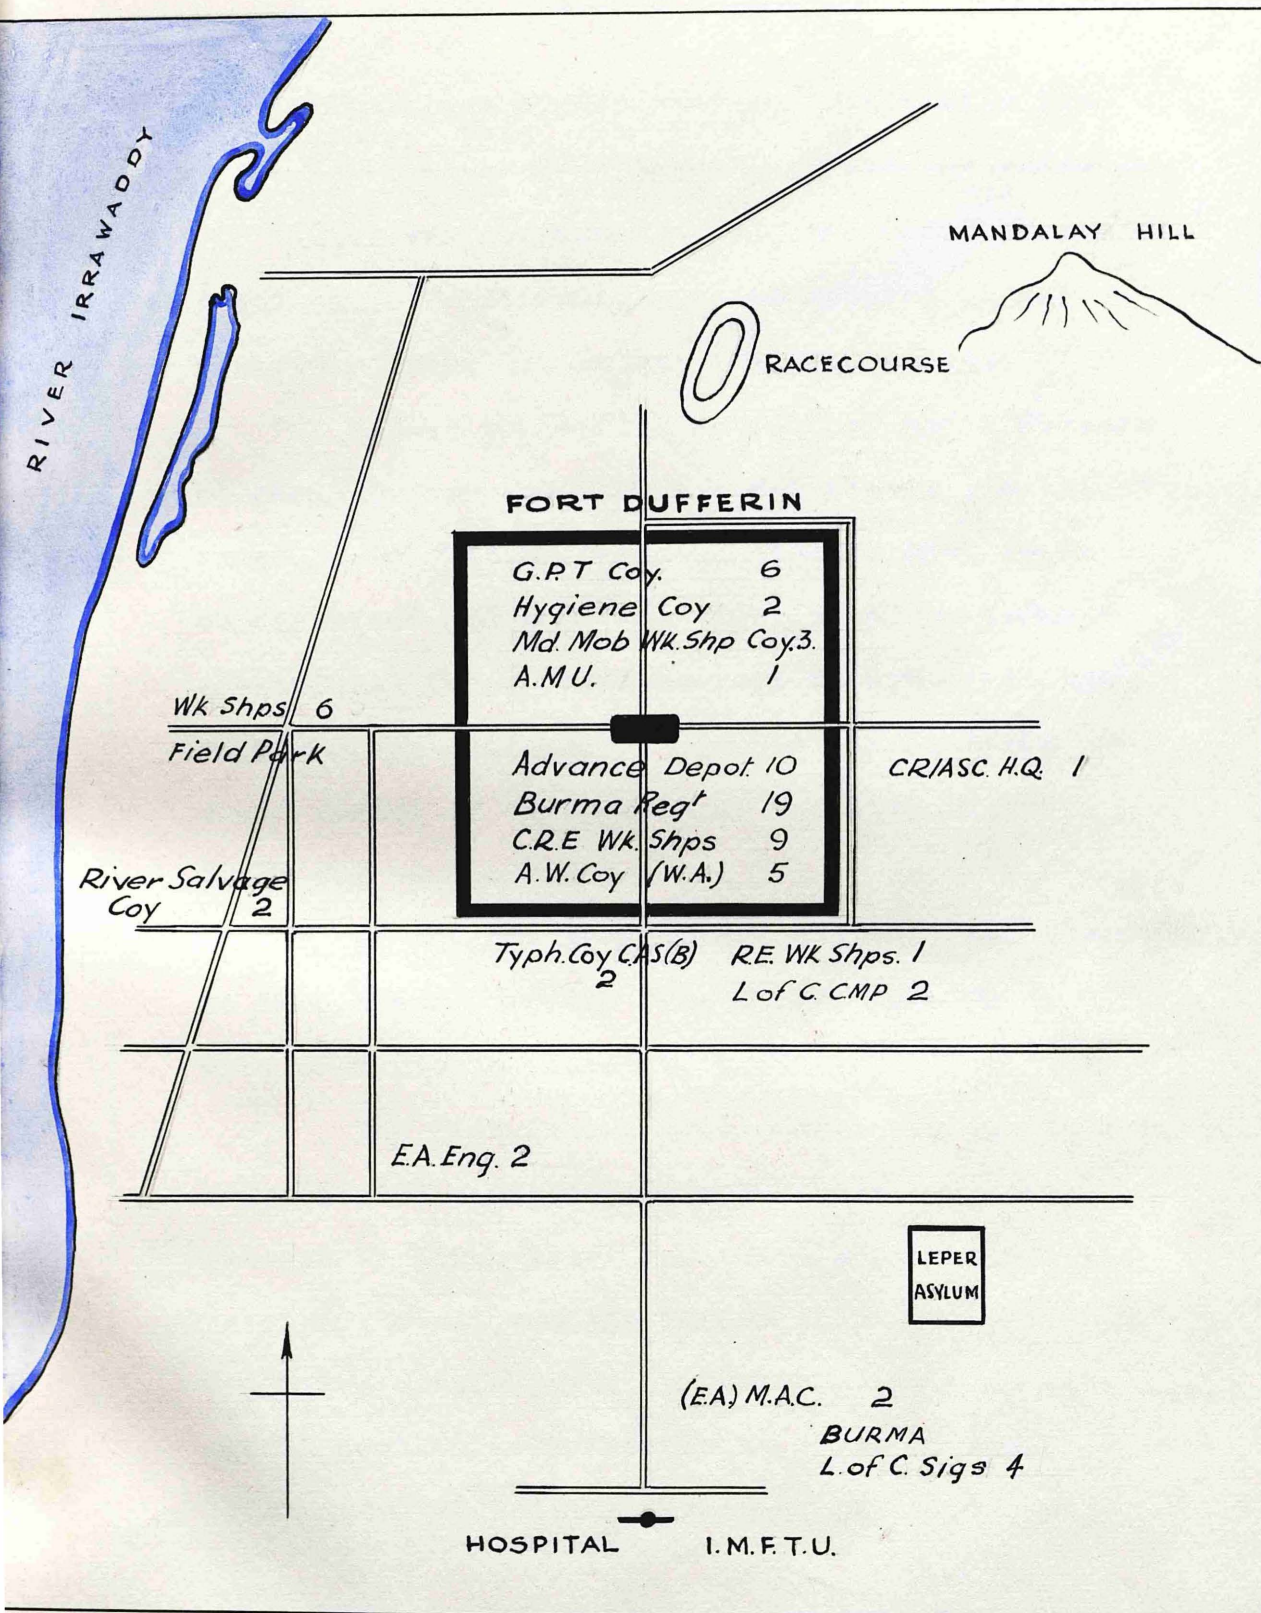 RIVER IRRAWADDY
MANDALAY HILL
RACECOURSE
FORT DUFFERIN
G.P.T Coy. 6
Hygiene Coy 2
Md. Mob Wk. Shp Coy. 3.
A.M U. 1
Wk Shps 6
Field Park
Advance Depot. 10
Burma Regt 19
C.R.E Wk. Shps 9
A.W. Coy (W.A.) 5
CR/ASC. H.Q. 1
River Salvage
Coy 2
Typh. Coy C.AS(B)
2
R.E. WK Shps. 1
L of C. CMP 2
E.A. Eng. 2
LEPER
ASYLUM
(E.A.) M.A.C. 2
BURMA
L. of C. Sigs 4
HOSPITAL I.M.F.T.U.